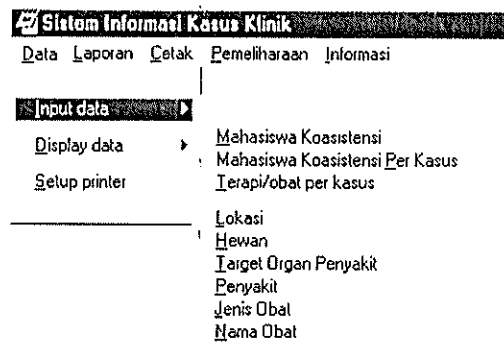 Sistem Informasi Kasus Klinik
Data Laporan Cetak Pemeliharaan Informasi
Input data
Display data
Setup printer
Mahasiswa Koasistensi
Mahasiswa Koasistensi Per Kasus
Terapi/obat per kasus
Lokasi
Hewan
Target Organ Penyakit
Penyakit
Jenis Obat
Nama Obat